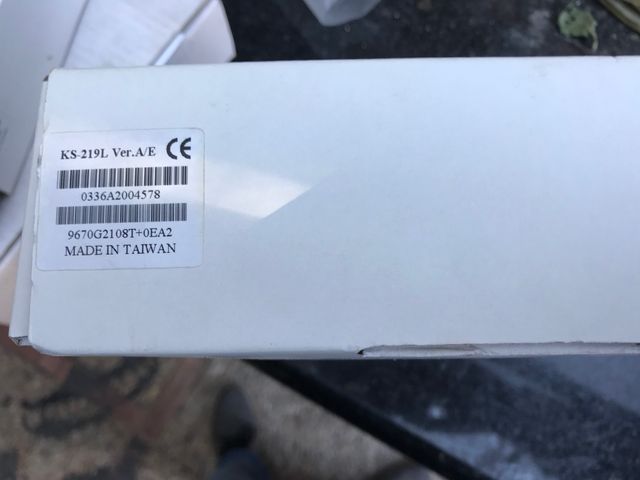 KS-219L Ver.A/E CE
0336A2004578
9670G2108T+0EA2
MADE IN TAIWAN